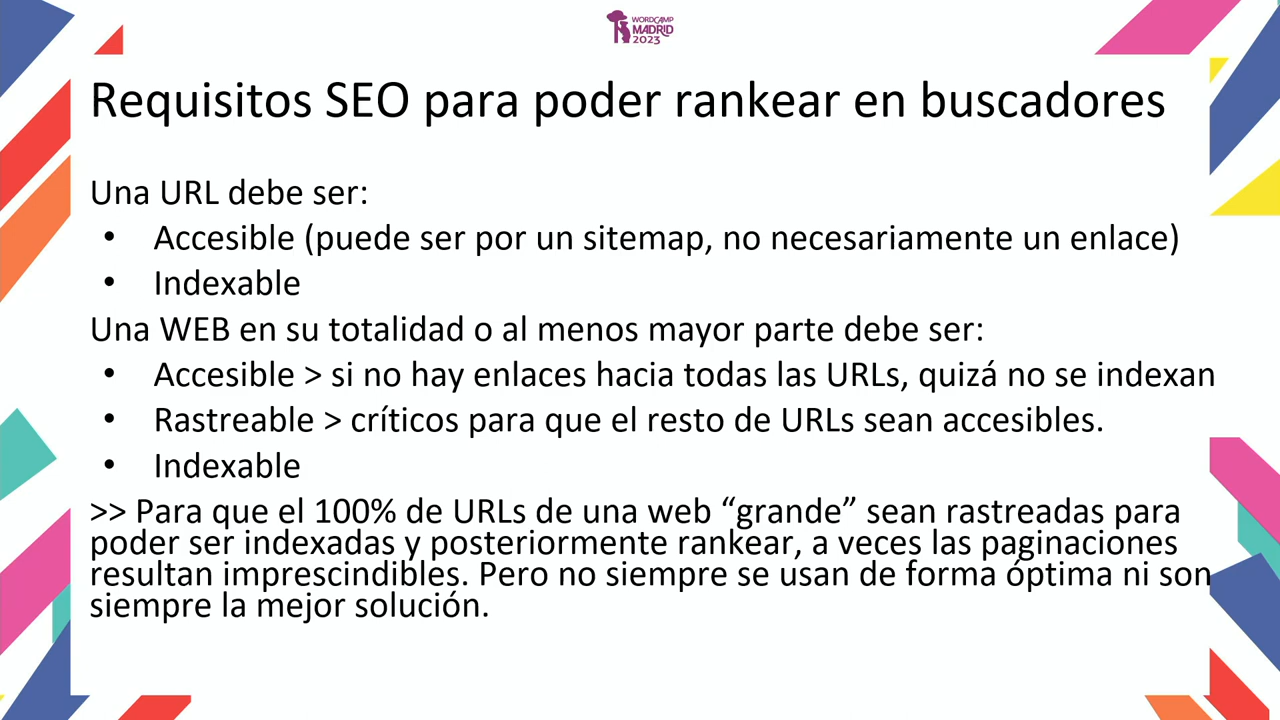 WORDCAMP
MADRID
2023
Requisitos SEO para poder rankear en buscadores
Una URL debe ser:
• Accesible (puede ser por un sitemap, no necesariamente un enlace)
• Indexable
Una WEB en su totalidad o al menos mayor parte debe ser:
• Accesible > si no hay enlaces hacia todas las URLs, quizá no se indexan
• Rastreable > críticos para que el resto de URLs sean accesibles.
• Indexable
>> Para que el 100% de URLs de una web “grande” sean rastreadas para
poder ser indexadas y posteriormente rankear, a veces las paginaciones
resultan imprescindibles. Pero no siempre se usan de forma óptima ni son
siempre la mejor solución.